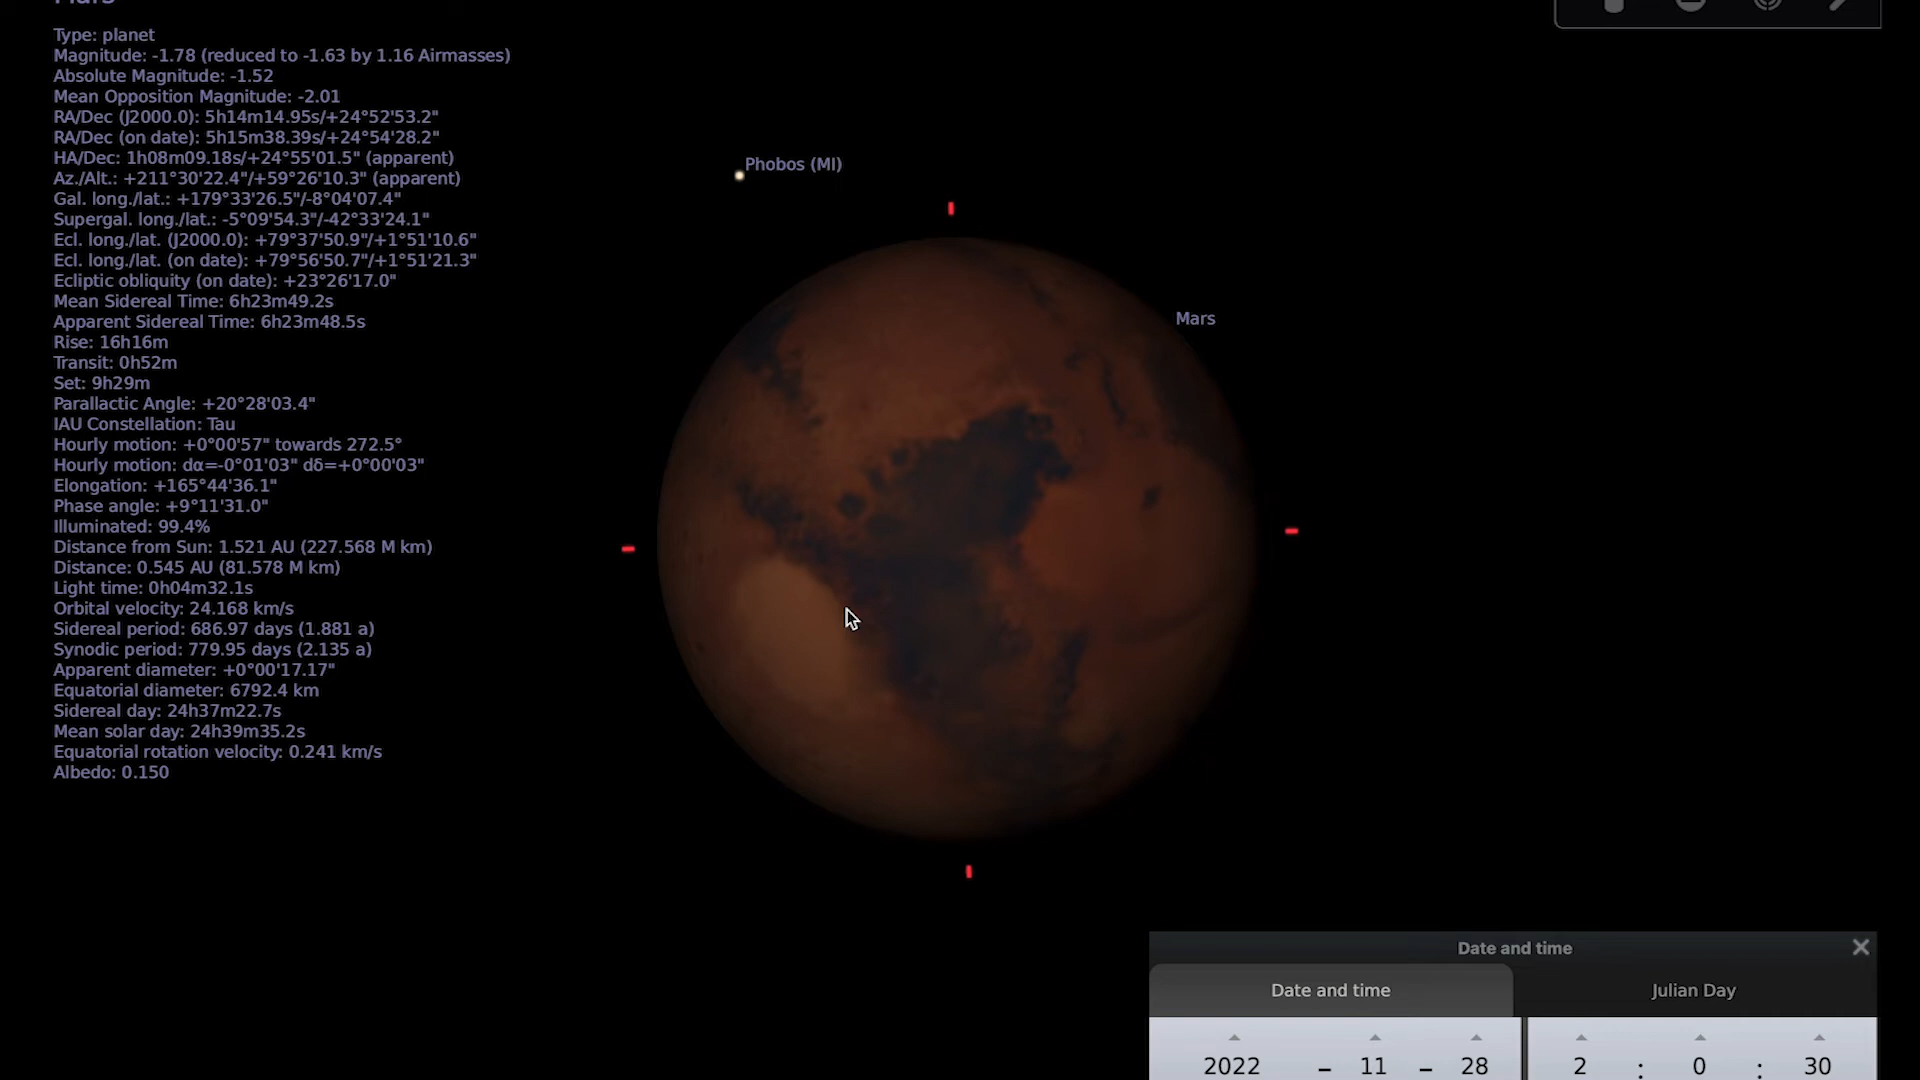 Mars
Type: planet
Magnitude: -1.78 (reduced to -1.63 by 1.16 Airmasses)
Absolute Magnitude: -1.52
Mean Opposition Magnitude: -2.01
RA/Dec (J2000.0): 5h14m14.95s/+24°52'53.2"
RA/Dec (on date): 5h15m38.39s/+24°54'28.2"
HA/Dec: 1h08m09.18s/+24°55'01.5" (apparent)
Az./Alt.: +211°30'22.4"/+59°26'10.3" (apparent)
Gal. long./lat.: +179°33'26.5"/-8°04'07.4"
Supergal. long./lat.: -5°09'54.3"/-42°33'24.1"
Ecl. long./lat. (J2000.0): +79°37'50.9"/+1°51'10.6"
Ecl. long./lat. (on date): +79°56'50.7"/+1°51'21.3"
Ecliptic obliquity (on date): +23°26'17.0"
Mean Sidereal Time: 6h23m49.2s
Apparent Sidereal Time: 6h23m48.5s
Rise: 16h16m
Transit: 0h52m
Set: 9h29m
Parallactic Angle: +20°28'03.4"
IAU Constellation: Tau
Hourly motion: +0°00'57" towards 272.5°
Hourly motion: dα=-0°01'03" dδ=+0°00'03"
Elongation: +165°44'36.1"
Phase angle: +9°11'31.0"
Illuminated: 99.4%
Distance from Sun: 1.521 AU (227.568 M km)
Distance: 0.545 AU (81.578 M km)
Light time: 0h04m32.1s
Orbital velocity: 24.168 km/s
Sidereal period: 686.97 days (1.881 a)
Synodic period: 779.95 days (2.135 a)
Apparent diameter: +0°00'17.17"
Equatorial diameter: 6792.4 km
Sidereal day: 24h37m22.7s
Mean solar day: 24h39m35.2s
Equatorial rotation velocity: 0.241 km/s
Albedo: 0.150
Phobos (MI)
Mars
Date and time
Date and time Julian Day
2022 - 11 - 28 2 : 0 : 30